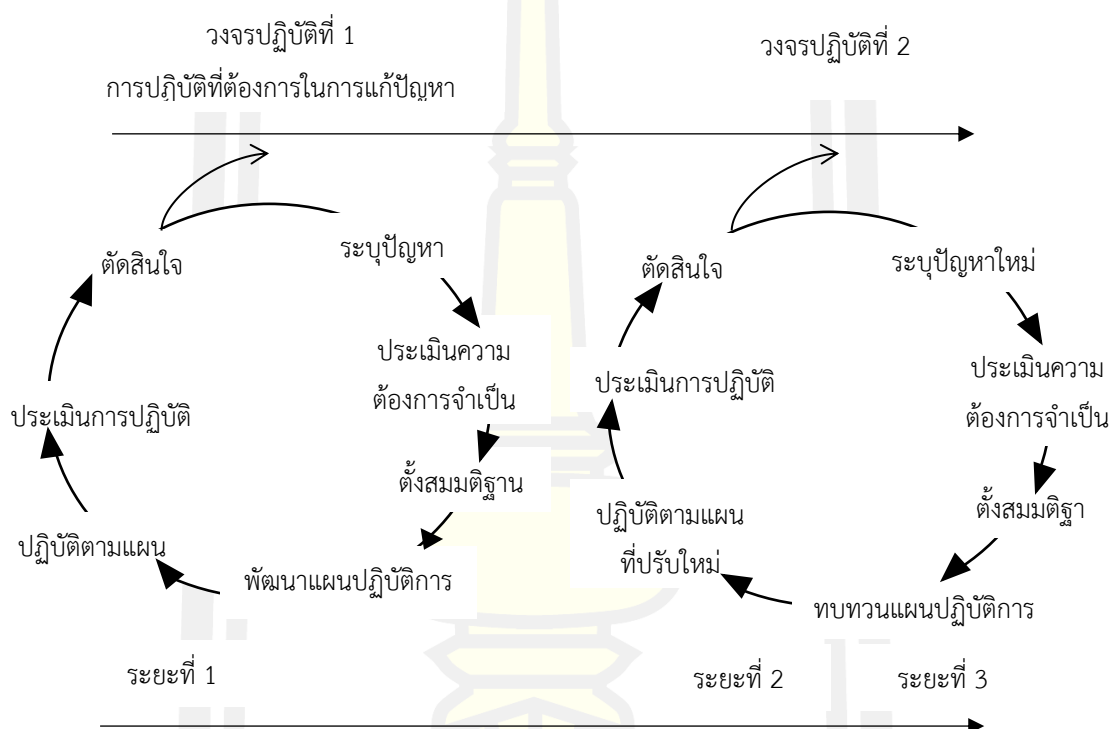 วงจรปฏิบัติที่ 1
การปฏิบัติที่ต้องการในการแก้ปัญหา
วงจรปฏิบัติที่ 2
ระบุปัญหา
ประเมินความ
ต้องการจำเป็น
ตั้งสมมติฐาน
พัฒนาแผนปฏิบัติการ
ปฏิบัติตามแผน
ประเมินการปฏิบัติ
ตัดสินใจ
ระบุปัญหาใหม่
ประเมินความ
ต้องการจำเป็น
ตั้งสมมติฐา
ทบทวนแผนปฏิบัติการ
ปฏิบัติตามแผน
ที่ปรับใหม่
ประเมินการปฏิบัติ
ตัดสินใจ
ระยะที่ 1
ระยะที่ 2
ระยะที่ 3